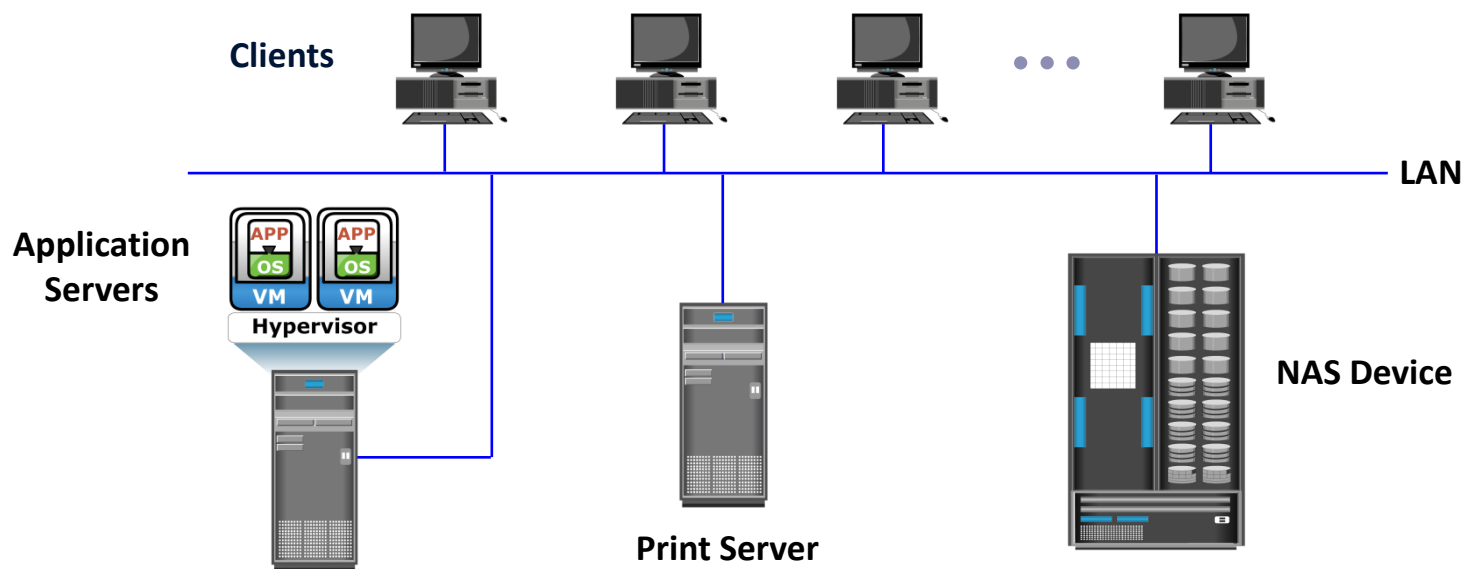 Clients
LAN
Application
Servers
APP
OS
VM
APP
OS
VM
Hypervisor
NAS Device
Print Server